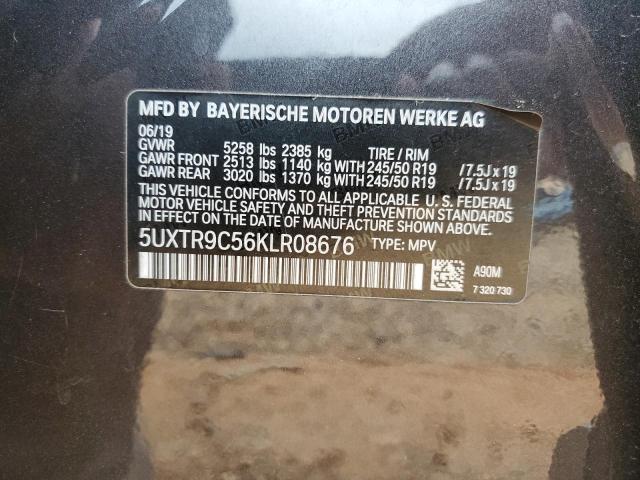 MFD BY BAYERISCHE MOTOREN WERKE AG
06/19
GVWR 5258 lbs 2385 kg TIRE / RIM
GAWR FRONT 2513 lbs 1140 kg WITH 245/50 R19 /7.5J x 19
GAWR REAR 3020 lbs 1370 kg WITH 245/50 R19 /7.5J x 19
THIS VEHICLE CONFORMS TO ALL APPLICABLE U. S. FEDERAL
MOTOR VEHICLE SAFETY AND THEFT PREVENTION STANDARDS
IN EFFECT ON THE DATE OF MANUFACTURE SHOWN ABOVE.
5UXTR9C56KLR08676 TYPE: MPV
A90M
7 320 730